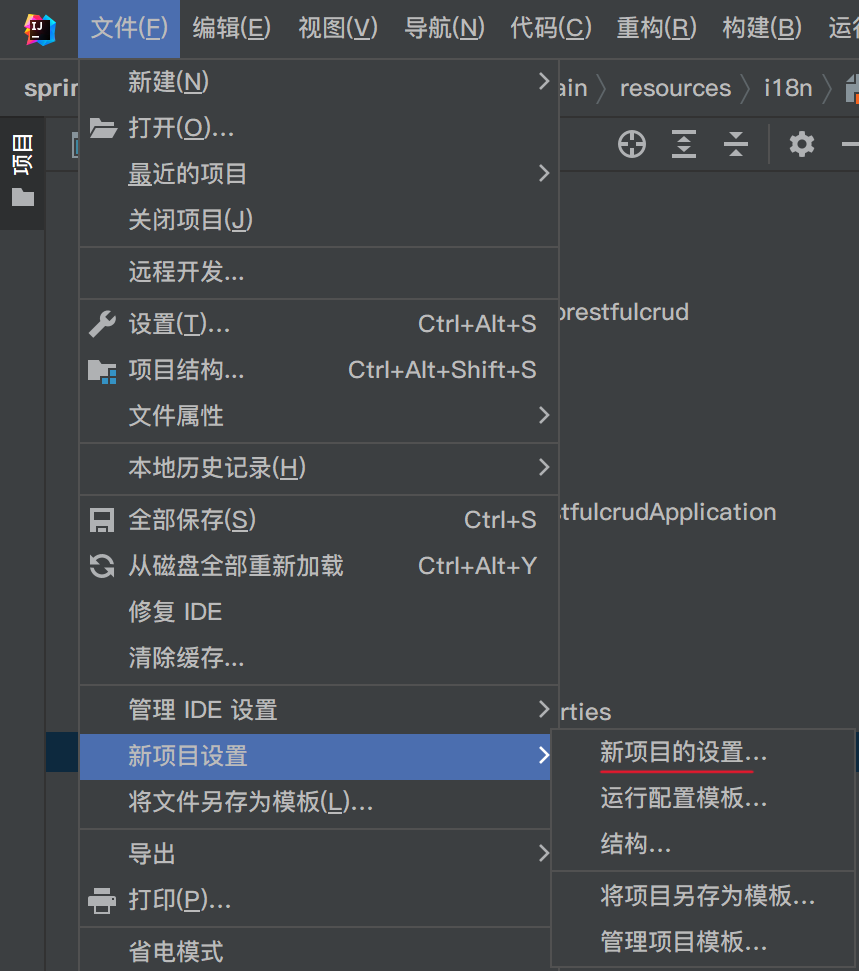 文件(F) 编辑(E) 视图(V) 导航(N) 代码(C) 重构(R) 构建(B)
resources i18n
项目
新建(N)
打开(O)...
最近的项目
关闭项目(J)
远程开发...
设置(T)... Ctrl+Alt+S
项目结构... Ctrl+Alt+Shift+S
文件属性
本地历史记录(H)
全部保存(S) Ctrl+S
从磁盘全部重新加载 Ctrl+Alt+Y
修复 IDE
清除缓存...
管理 IDE 设置
新项目设置
将文件另存为模板(L)...
导出
打印(P)...
省电模式
prestfulcrud
tfulcrudApplication
rties
新项目的设置...
运行配置模板...
结构...
将项目另存为模板...
管理项目模板...